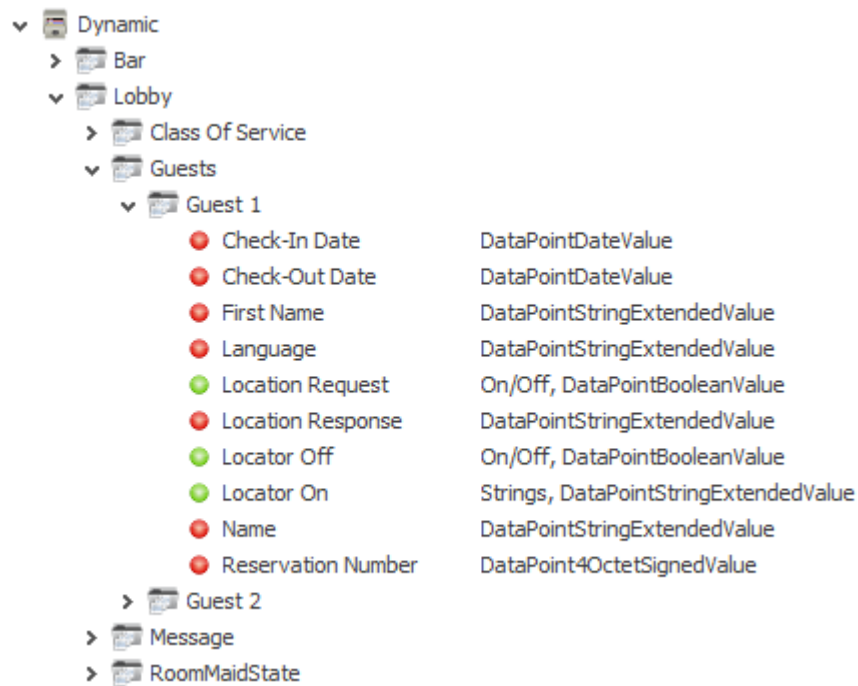 Dynamic
Bar
Lobby
Class Of Service
Guests
Guest 1
Check-In Date DataPointDateValue
Check-Out Date DataPointDateValue
First Name DataPointStringExtendedValue
Language DataPointStringExtendedValue
Location Request On/Off, DataPointBooleanValue
Location Response DataPointStringExtendedValue
Locator Off On/Off, DataPointBooleanValue
Locator On Strings, DataPointStringExtendedValue
Name DataPointStringExtendedValue
Reservation Number DataPoint4OctetSignedValue
Guest 2
Message
RoomMaidState